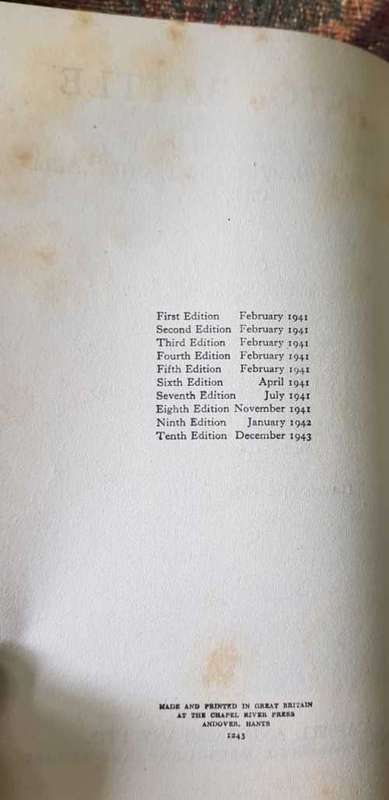 First Edition February 1941
Second Edition February 1941
Third Edition February 1941
Fourth Edition February 1941
Fifth Edition February 1941
Sixth Edition April 1941
Seventh Edition July 1941
Eighth Edition November 1941
Ninth Edition January 1942
Tenth Edition December 1943
MADE AND PRINTED IN GREAT BRITAIN
AT THE CHAPEL RIVER PRESS
ANDOVER, HANTS
1243